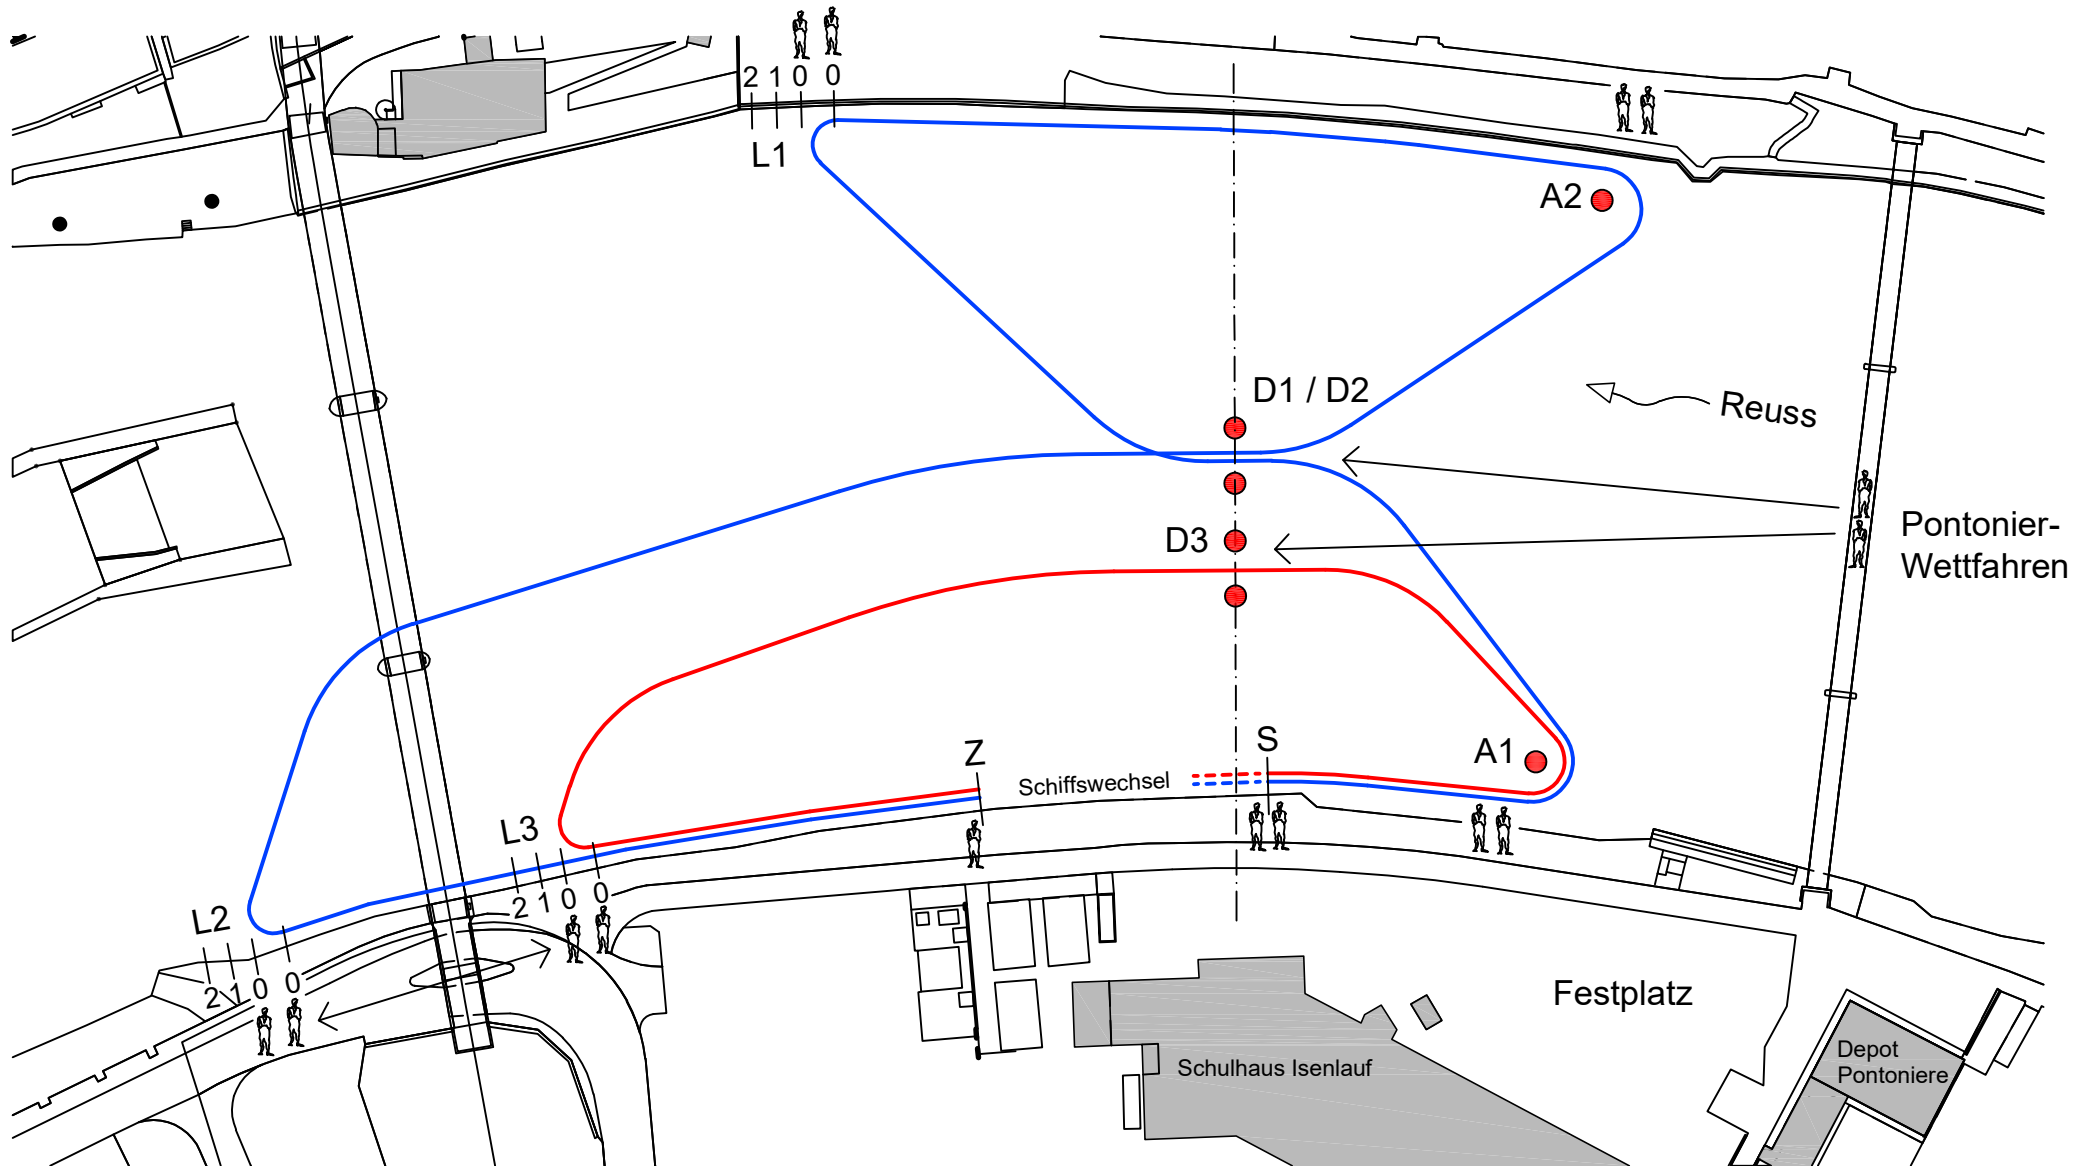 2 1 0 0
L1
A2
D1 / D2
Reuss
D3
Pontonier-
Wettfahren
Z
S
A1
Schiffswechsel
L3
2 1 0 0
L2
2 1 0 0
Festplatz
Schulhaus Isenlauf
Depot
Pontoniere